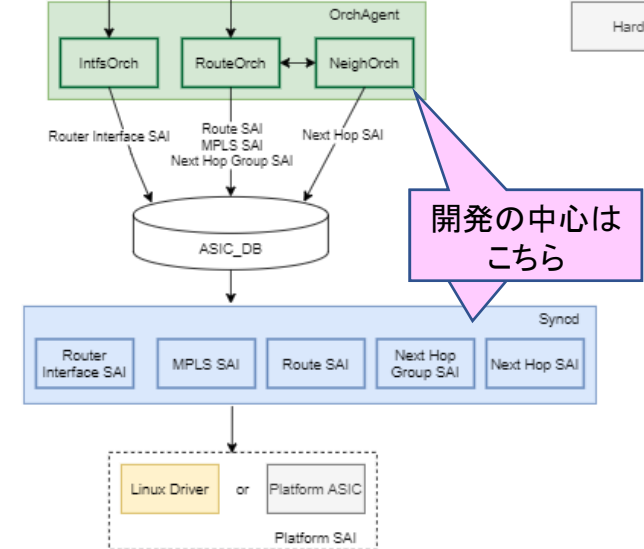 OrchAgent
Hard
IntfsOrch
RouteOrch
NeighOrch
Router Interface SAI
Route SAI
MPLS SAI
Next Hop Group SAI
Next Hop SAI
開発の中心は
こちら
ASIC_DB
Syncd
Router
Interface SAI
MPLS SAI
Route SAI
Next Hop
Group SAI
Next Hop SAI
Linux Driver
or
Platform ASIC
Platform SAI